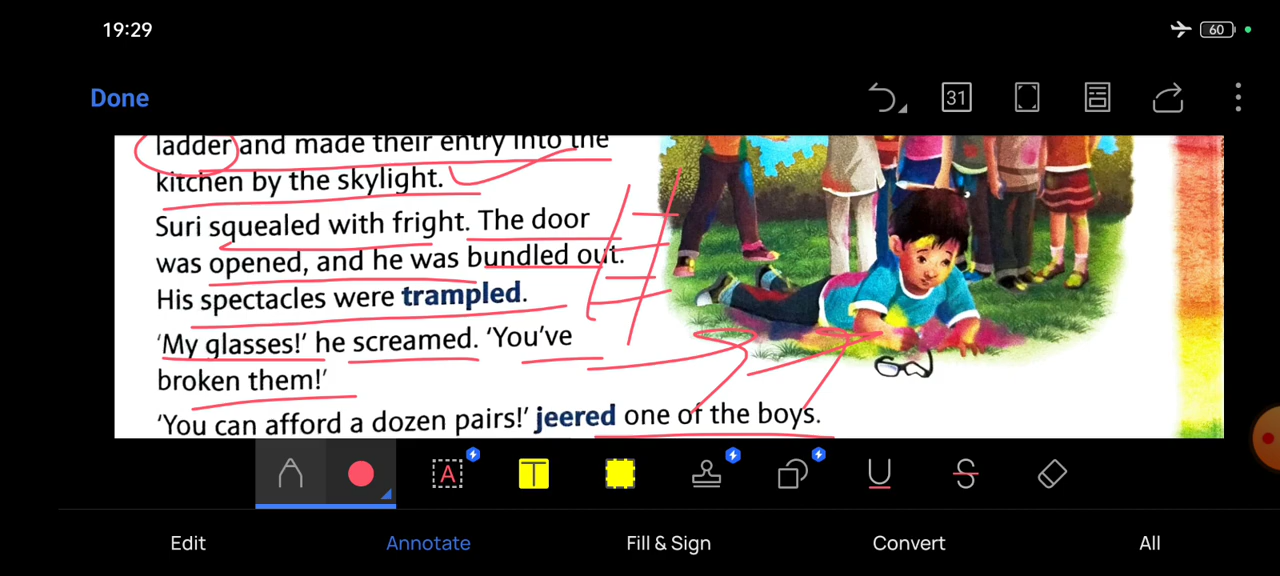 19:29
60
Done
31
ladder and made their entry into the
kitchen by the skylight.
Suri squealed with fright. The door
was opened, and he was bundled out.
His spectacles were trampled.
‘My glasses!’ he screamed. ‘You’ve
broken them!’
‘You can afford a dozen pairs!’ jeered one of the boys.
A
T
U
S
Edit
Annotate
Fill & Sign
Convert
All